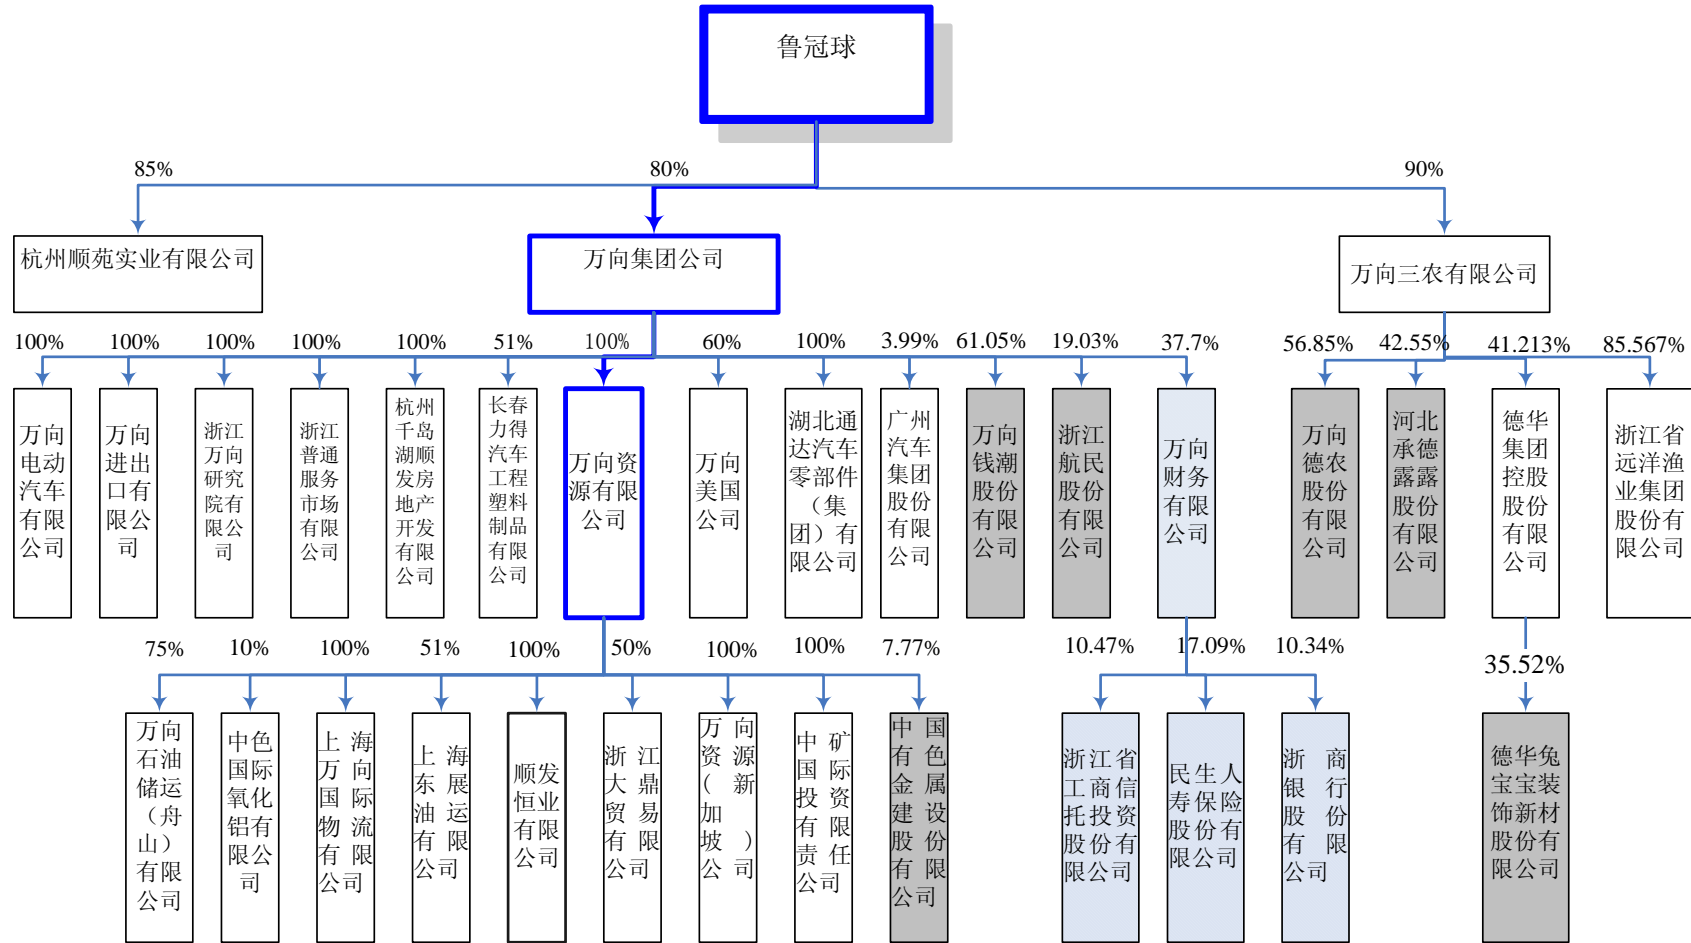 鲁冠球
85%
80%
90%
杭州顺苑实业有限公司
万向集团公司
万向三农有限公司
100%
100%
100%
100%
100%
51%
100%
60%
100%
3.99%
61.05%
19.03%
37.7%
56.85%
42.55%
41.213%
85.567%
万向
电动
汽车
有限
公司
万向
进出
口有
限公
司
浙江
万向
研究
院有
限公
司
浙江
普通
服务
市场
有限
公司
杭州
千岛
湖顺
发房
地产
开发
有限
公司
长春
力得
汽车
工程
塑料
制品
有限
公司
万向资
源有限
公司
万向
美国
公司
湖北通
达汽车
零部件
（集
团）有
限公司
广州
汽车
集团
股份
有限
公司
万向
钱潮
股份
有限
公司
浙江
航民
股份
有限
公司
万向
财务
有限
公司
万向
德农
股份
有限
公司
河北
承德
露露
股份
有限
公司
德华
集团
控股
股份
有限
公司
浙江省
远洋渔
业集团
股份有
限公司
75%
10%
100%
51%
100%
50%
100%
100%
7.77%
10.47%
17.09%
10.34%
35.52%
万向
石油
储运
（舟
山）
有限
公司
中色
国际
氧化
铝有
限公
司
上海
万向
国际
物流
有限
公司
上海
东展
油运
有限
公司
顺发
恒业
有限
公司
浙江
大鼎
贸易
有限
公司
万向
资源
(新
加
坡)
公司
中矿
国际
投资
有限
责任
公司
中国
有色
金属
建设
股份
有限
公司
浙江省
工商信
托投资
股份有
限公司
民生人
寿保险
股份有
限公司
浙商
银行
股份
有限
公司
德华兔
宝宝装
饰新材
股份有
限公司